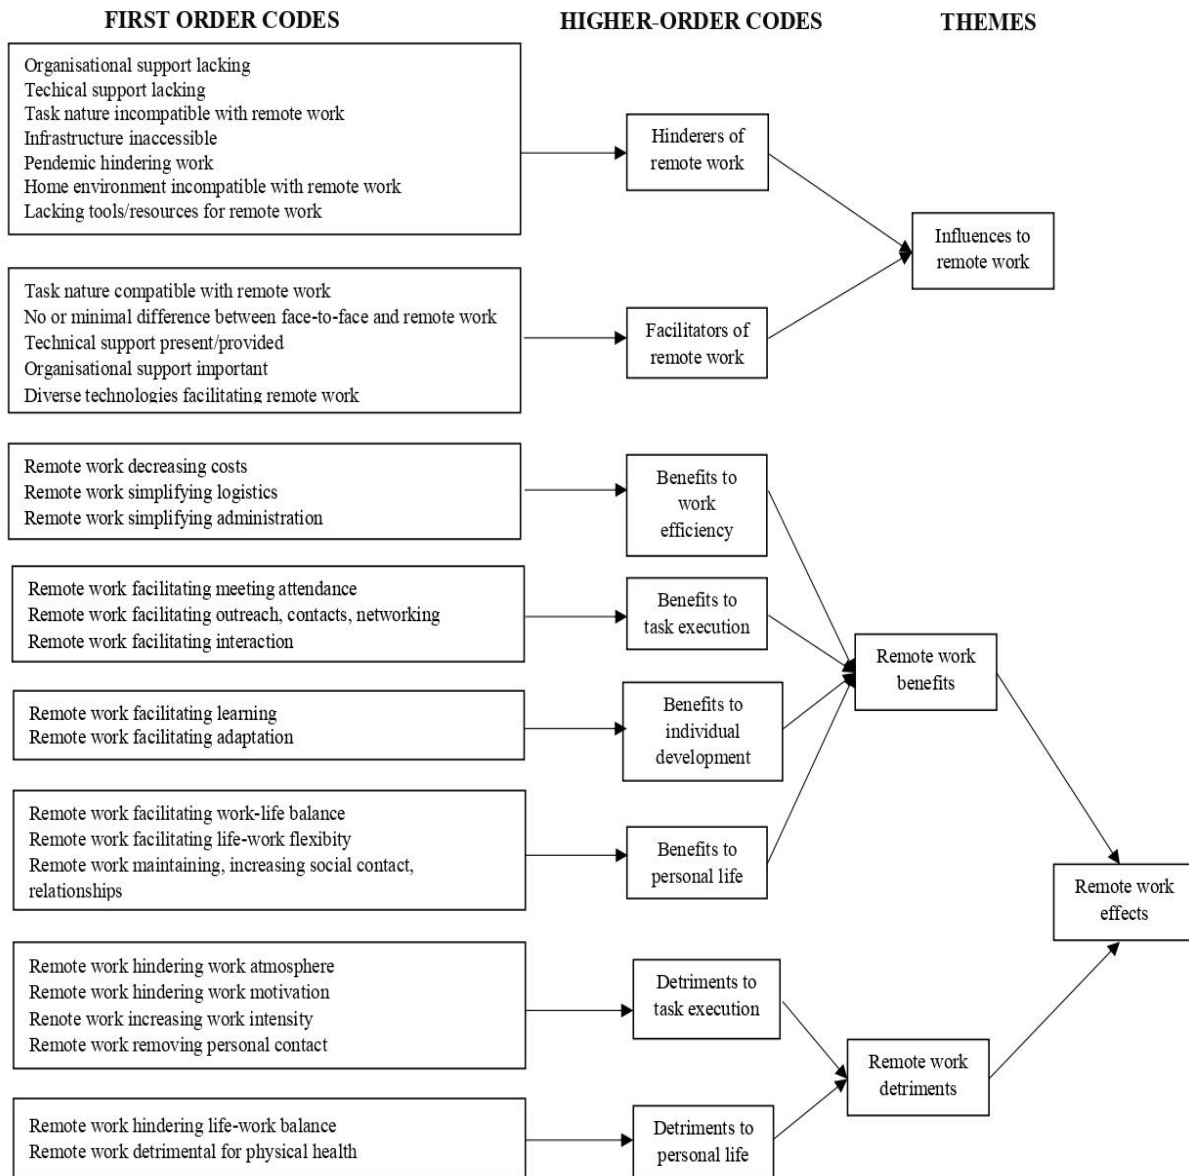 FIRST ORDER CODES
HIGHER-ORDER CODES
THEMES
Organisational support lacking
Techical support lacking
Task nature incompatible with remote work
Infrastructure inaccessible
Pendemic hindering work
Home environment incompatible with remote work
Lacking tools/resources for remote work
Hinderers of
remote work
Influences to
remote work
Task nature compatible with remote work
No or minimal difference between face-to-face and remote work
Technical support present/provided
Organisational support important
Diverse technologies facilitating remote work
Facilitators of
remote work
Remote work decreasing costs
Remote work simplifying logistics
Remote work simplifying administration
Benefits to
work
efficiency
Remote work facilitating meeting attendance
Remote work facilitating outreach, contacts, networking
Remote work facilitating interaction
Benefits to
task execution
Remote work
benefits
Remote work facilitating learning
Remote work facilitating adaptation
Benefits to
individual
development
Remote work facilitating work-life balance
Remote work facilitating life-work flexibity
Remote work maintaining, increasing social contact,
relationships
Benefits to
personal life
Remote work
effects
Remote work hindering work atmosphere
Remote work hindering work motivation
Renote work increasing work intensity
Remote work removing personal contact
Detriments to
task execution
Remote work
detriments
Remote work hindering life-work balance
Remote work detrimental for physical health
Detriments to
personal life